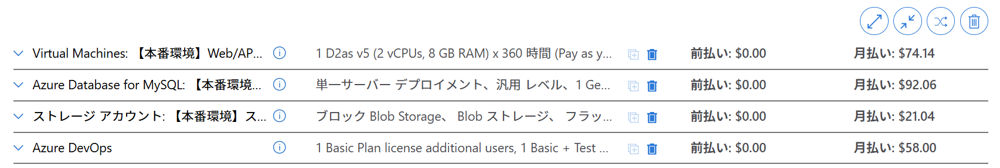 Virtual Machines: 【本番環境】Web/AP... 1 D2as v5 (2 vCPUs, 8 GB RAM) x 360 時間 (Pay as y... 前払い: $0.00 月払い: $74.14
Azure Database for MySQL: 【本番環境... 単一サーバー デプロイメント、汎用 レベル、1 Ge... 前払い: $0.00 月払い: $92.06
ストレージ アカウント: 【本番環境】ス... ブロック Blob Storage、 Blob ストレージ、 フラッ... 前払い: $0.00 月払い: $21.04
Azure DevOps 1 Basic Plan license additional users, 1 Basic + Test ... 前払い: $0.00 月払い: $58.00